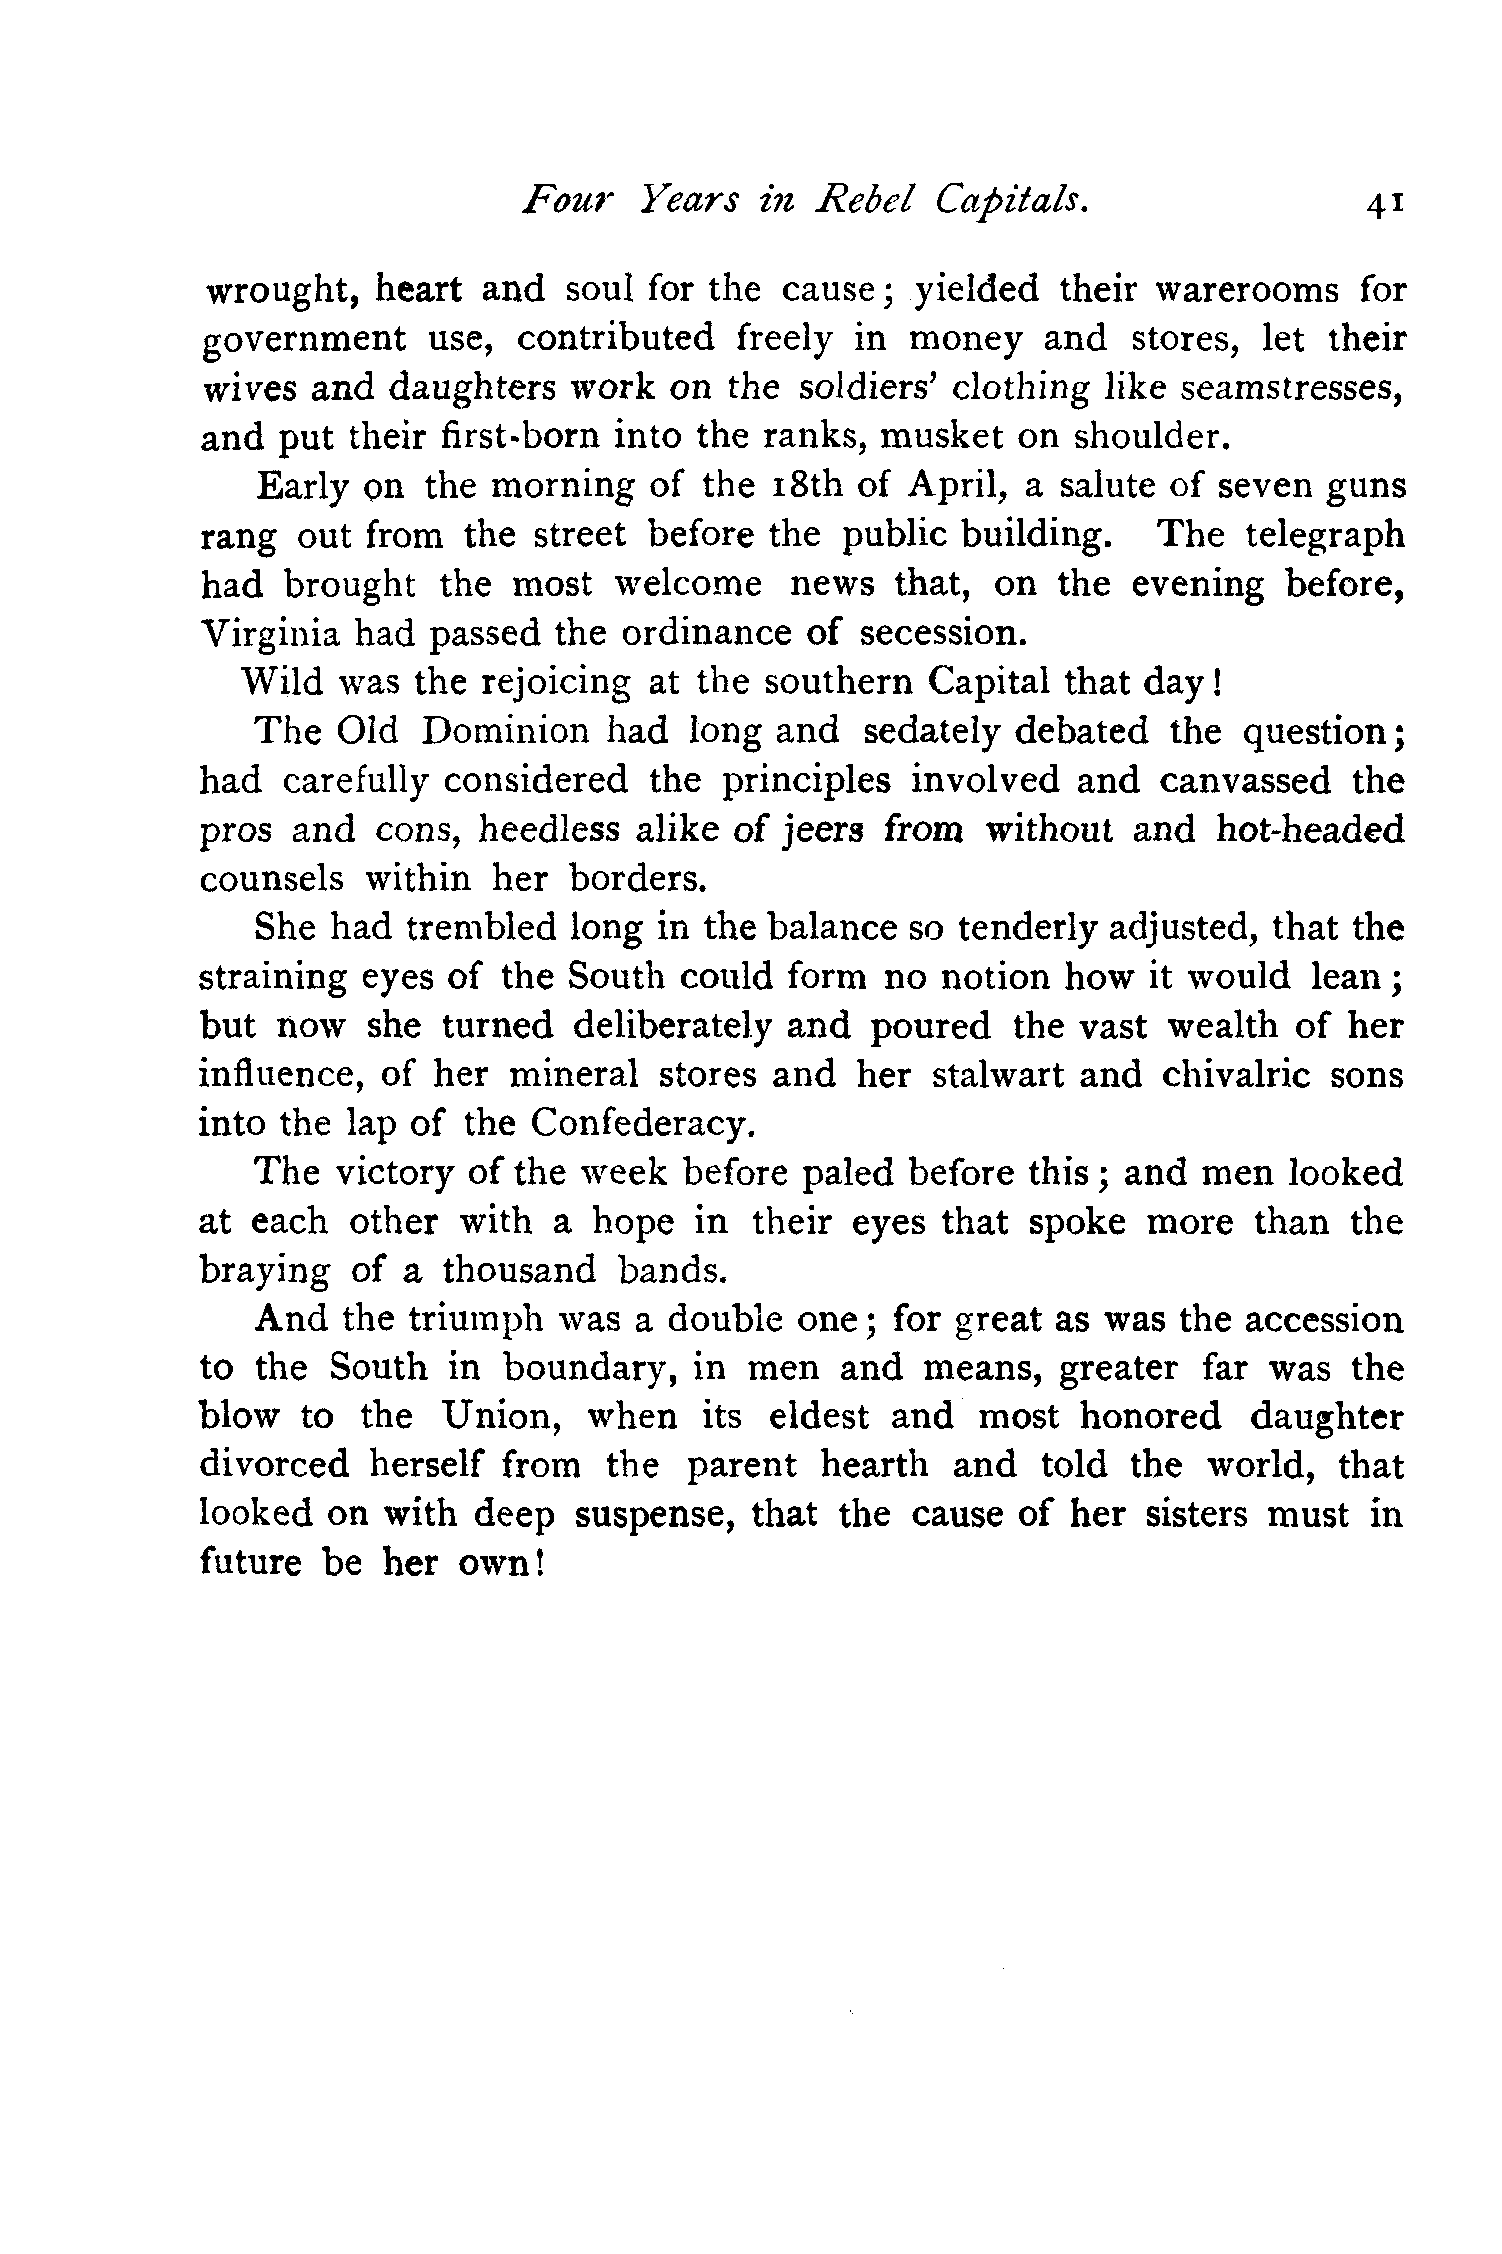 Four Years in Rebel Capitals. 41
wrought, heart and soul for the cause; yielded their warerooms for
government use, contributed freely in money and stores, let their
wives and daughters work on the soldiers' clothing like seamstresses,
and put their first-born into the ranks, musket on shoulder.
Early on the morning of the 18th of April, a salute of seven guns
rang out from the street before the public building. The telegraph
had brought the most welcome news that, on the evening before,
Virginia had passed the ordinance of secession.
Wild was the rejoicing at the southern Capital that day!
The Old Dominion had long and sedately debated the question;
had carefully considered the principles involved and canvassed the
pros and cons, heedless alike of jeers from without and hot-headed
counsels within her borders.
She had trembled long in the balance so tenderly adjusted, that the
straining eyes of the South could form no notion how it would lean;
but now she turned deliberately and poured the vast wealth of her
influence, of her mineral stores and her stalwart and chivalric sons
into the lap of the Confederacy.
The victory of the week before paled before this; and men looked
at each other with a hope in their eyes that spoke more than the
braying of a thousand bands.
And the triumph was a double one; for great as was the accession
to the South in boundary, in men and means, greater far was the
blow to the Union, when its eldest and most honored daughter
divorced herself from the parent hearth and told the world, that
looked on with deep suspense, that the cause of her sisters must in
future be her own!